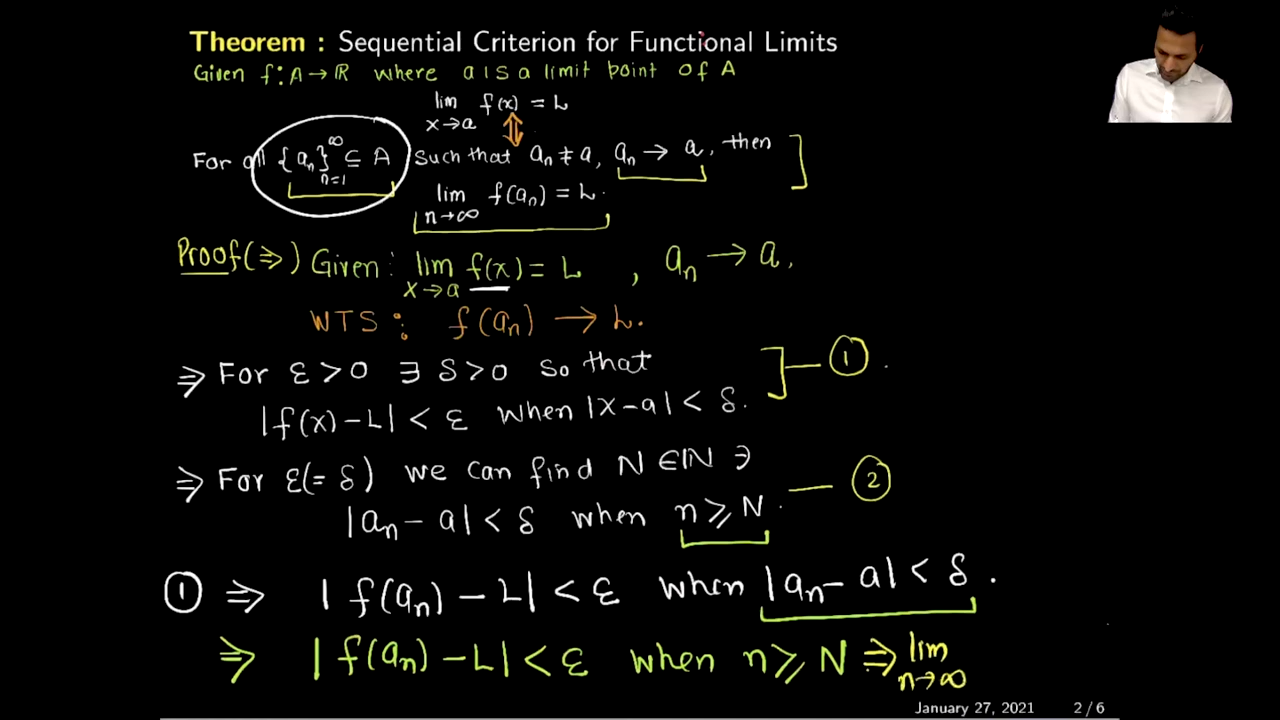 Theorem : Sequential Criterion for Functional Limits
Given f: A → ℝ where a is a limit point of A
lim x→a f(x) = L
⇕
For all {aₙ}ₙ₌₁^∞ ⊆ A such that aₙ ≠ a, aₙ → a, then
lim n→∞ f(aₙ) = L.
Proof (⇒) Given: lim x→a f(x) = L , aₙ → a.
WTS : f(aₙ) → L.
⇒ For ε > 0 ∃ δ > 0 so that
|f(x) - L| < ε when |x - a| < δ. — ①.
⇒ For ε(= δ) we can find N ∈ ℕ ∋
|aₙ - a| < δ when n ⩾ N. — ②
① ⇒ |f(aₙ) - L| < ε when |aₙ - a| < δ.
⇒ |f(aₙ) - L| < ε when n ⩾ N ⇒ lim n→∞
January 27, 2021 2 / 6